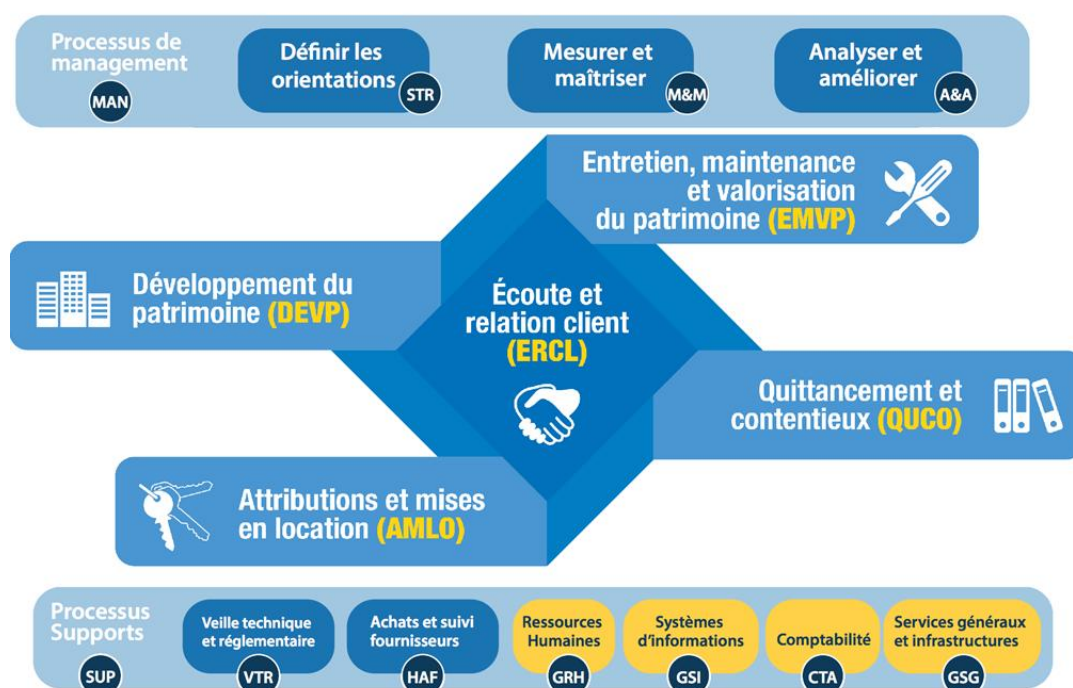 Processus de
management
MAN
Définir les
orientations
STR
Mesurer et
maîtriser
M&M
Analyser et
améliorer
A&A
Entretien, maintenance
et valorisation
du patrimoine (EMVP)
Développement du
patrimoine (DEVP)
Écoute et
relation client
(ERCL)
Quittancement et
contentieux (QUCO)
Attributions et mises
en location (AMLO)
Processus
Supports
SUP
Veille technique
et réglementaire
VTR
Achats et suivi
fournisseurs
HAF
Ressources
Humaines
GRH
Systèmes
d'informations
GSI
Comptabilité
CTA
Services généraux
et infrastructures
GSG